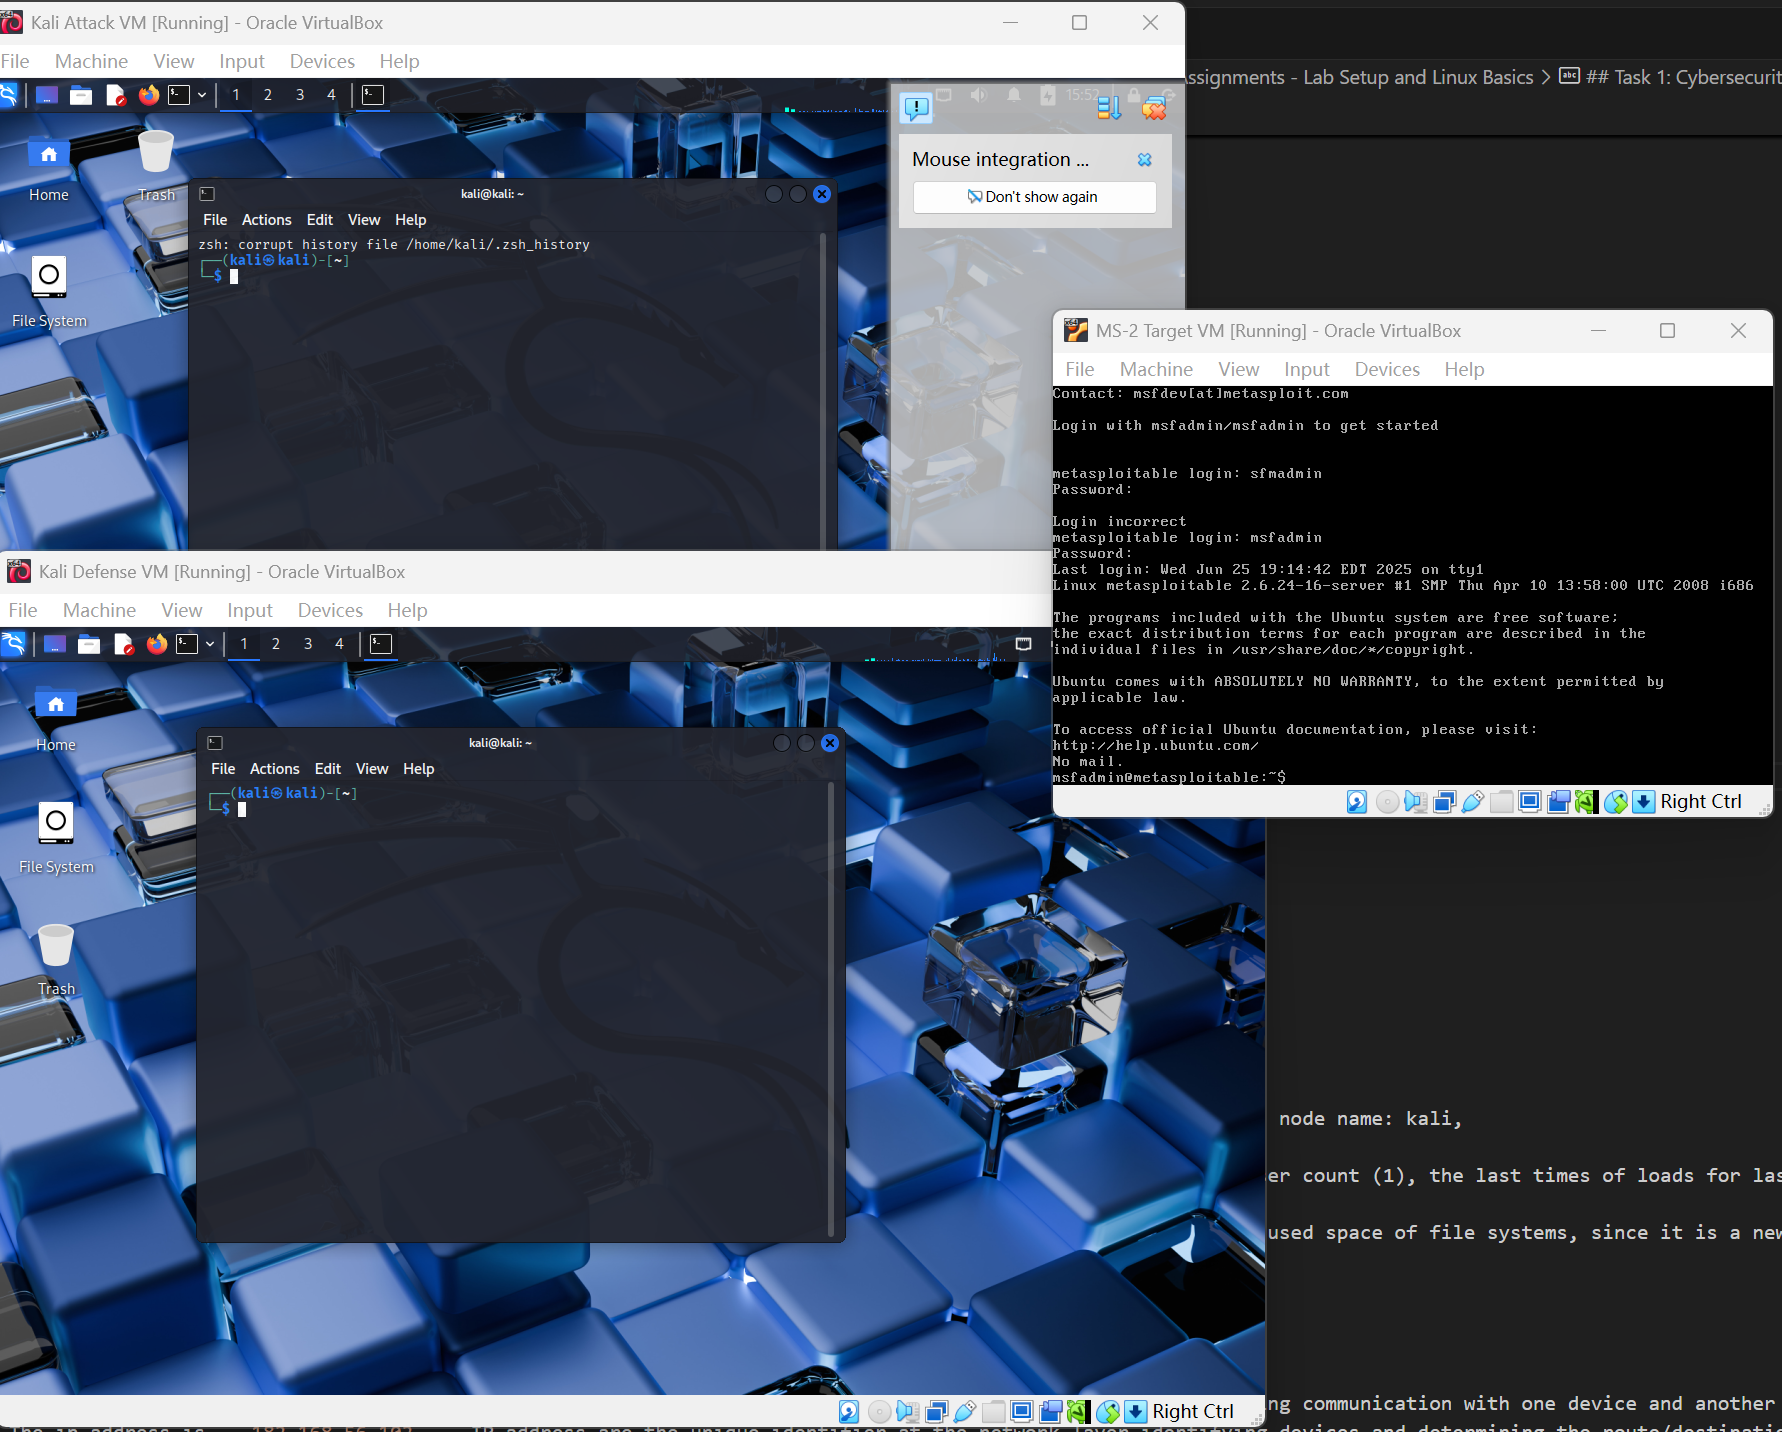 Kali Attack VM [Running] - Oracle VirtualBox
File Machine View Input Devices Help
1 2 3 4
15:52
Home
Trash
File System
kali@kali: ~
File Actions Edit View Help
zsh: corrupt history file /home/kali/.zsh_history
┌──(kali㉿kali)-[~]
└─$
Mouse integration ...
Don't show again
ssignments - Lab Setup and Linux Basics > abc ## Task 1: Cybersecurit
MS-2 Target VM [Running] - Oracle VirtualBox
File Machine View Input Devices Help
Contact: msfdev[at]metasploit.com
Login with msfadmin/msfadmin to get started
metasploitable login: sfmadmin
Password:
Login incorrect
metasploitable login: msfadmin
Password:
Last login: Wed Jun 25 19:14:42 EDT 2025 on tty1
Linux metasploitable 2.6.24-16-server #1 SMP Thu Apr 10 13:58:00 UTC 2008 i686
The programs included with the Ubuntu system are free software;
the exact distribution terms for each program are described in the
individual files in /usr/share/doc/*/copyright.
Ubuntu comes with ABSOLUTELY NO WARRANTY, to the extent permitted by
applicable law.
To access official Ubuntu documentation, please visit:
http://help.ubuntu.com/
No mail.
msfadmin@metasploitable:~$
Right Ctrl
Kali Defense VM [Running] - Oracle VirtualBox
File Machine View Input Devices Help
1 2 3 4
Home
File System
Trash
kali@kali: ~
File Actions Edit View Help
┌──(kali㉿kali)-[~]
└─$
Right Ctrl
node name: kali,
er count (1), the last times of loads for las
used space of file systems, since it is a new
ng communication with one device and another